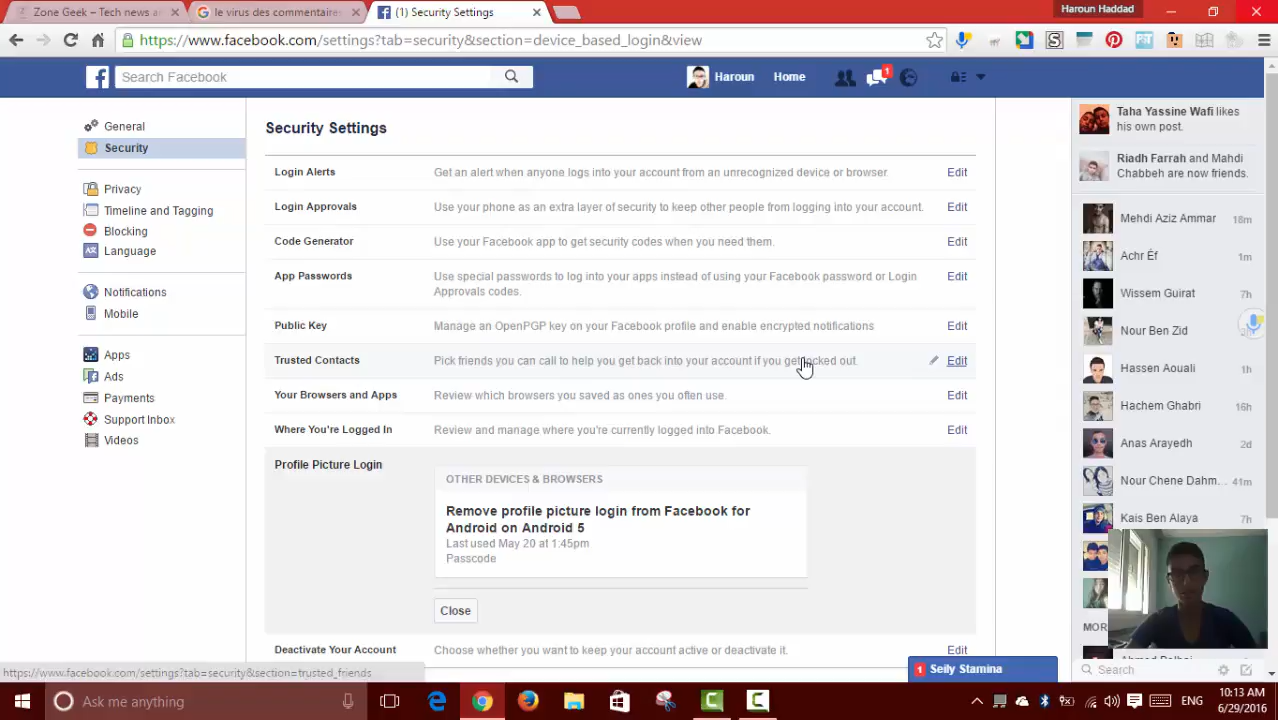 Zone Geek – Tech news a
le virus des commentaires
(1) Security Settings
Haroun Haddad
https://www.facebook.com/settings?tab=security&section=device_based_login&view
Search Facebook
Haroun
Home
1
General
Security
Privacy
Timeline and Tagging
Blocking
Language
Notifications
Mobile
Apps
Ads
Payments
Support Inbox
Videos
Security Settings
Login Alerts Get an alert when anyone logs into your account from an unrecognized device or browser. Edit
Login Approvals Use your phone as an extra layer of security to keep other people from logging into your account. Edit
Code Generator Use your Facebook app to get security codes when you need them. Edit
App Passwords Use special passwords to log into your apps instead of using your Facebook password or Login Edit
Approvals codes.
Public Key Manage an OpenPGP key on your Facebook profile and enable encrypted notifications Edit
Trusted Contacts Pick friends you can call to help you get back into your account if you get locked out. Edit
Your Browsers and Apps Review which browsers you saved as ones you often use. Edit
Where You're Logged In Review and manage where you're currently logged into Facebook. Edit
Profile Picture Login
OTHER DEVICES & BROWSERS
Remove profile picture login from Facebook for
Android on Android 5
Last used May 20 at 1:45pm
Passcode
Close
Deactivate Your Account Choose whether you want to keep your account active or deactivate it. Edit
Taha Yassine Wafi likes
his own post.
Riadh Farrah and Mahdi
Chabbeh are now friends.
Mehdi Aziz Ammar 18m
Achr Éf 1m
Wissem Guirat 7h
Nour Ben Zid
Hassen Aouali 1h
Hachem Ghabri 16h
Anas Arayedh 2d
Nour Chene Dahm... 41m
Kais Ben Alaya 7h
MOR
Search
https://www.facebook.com/settings?tab=security&section=trusted_friends
1 Seily Stamina
Ask me anything
ENG
10:13 AM
6/29/2016